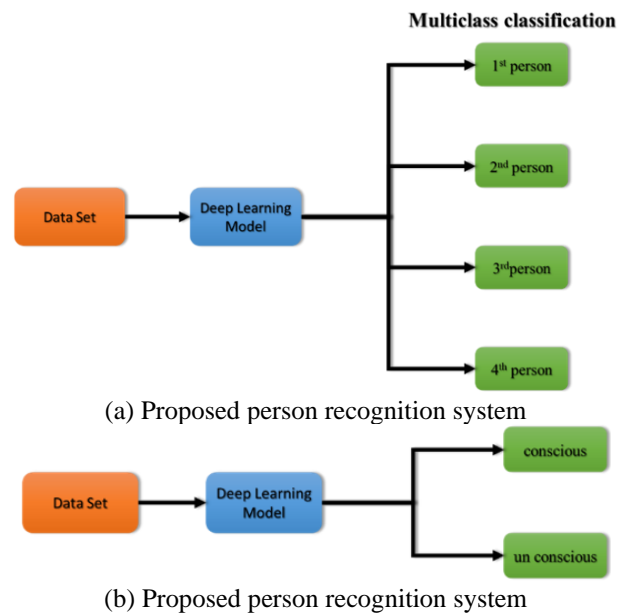 Multiclass classification
1st person
2nd person
Data Set
Deep Learning
Model
3rdperson
4th person
(a) Proposed person recognition system
conscious
Data Set
Deep Learning
Model
un conscious
(b) Proposed person recognition system